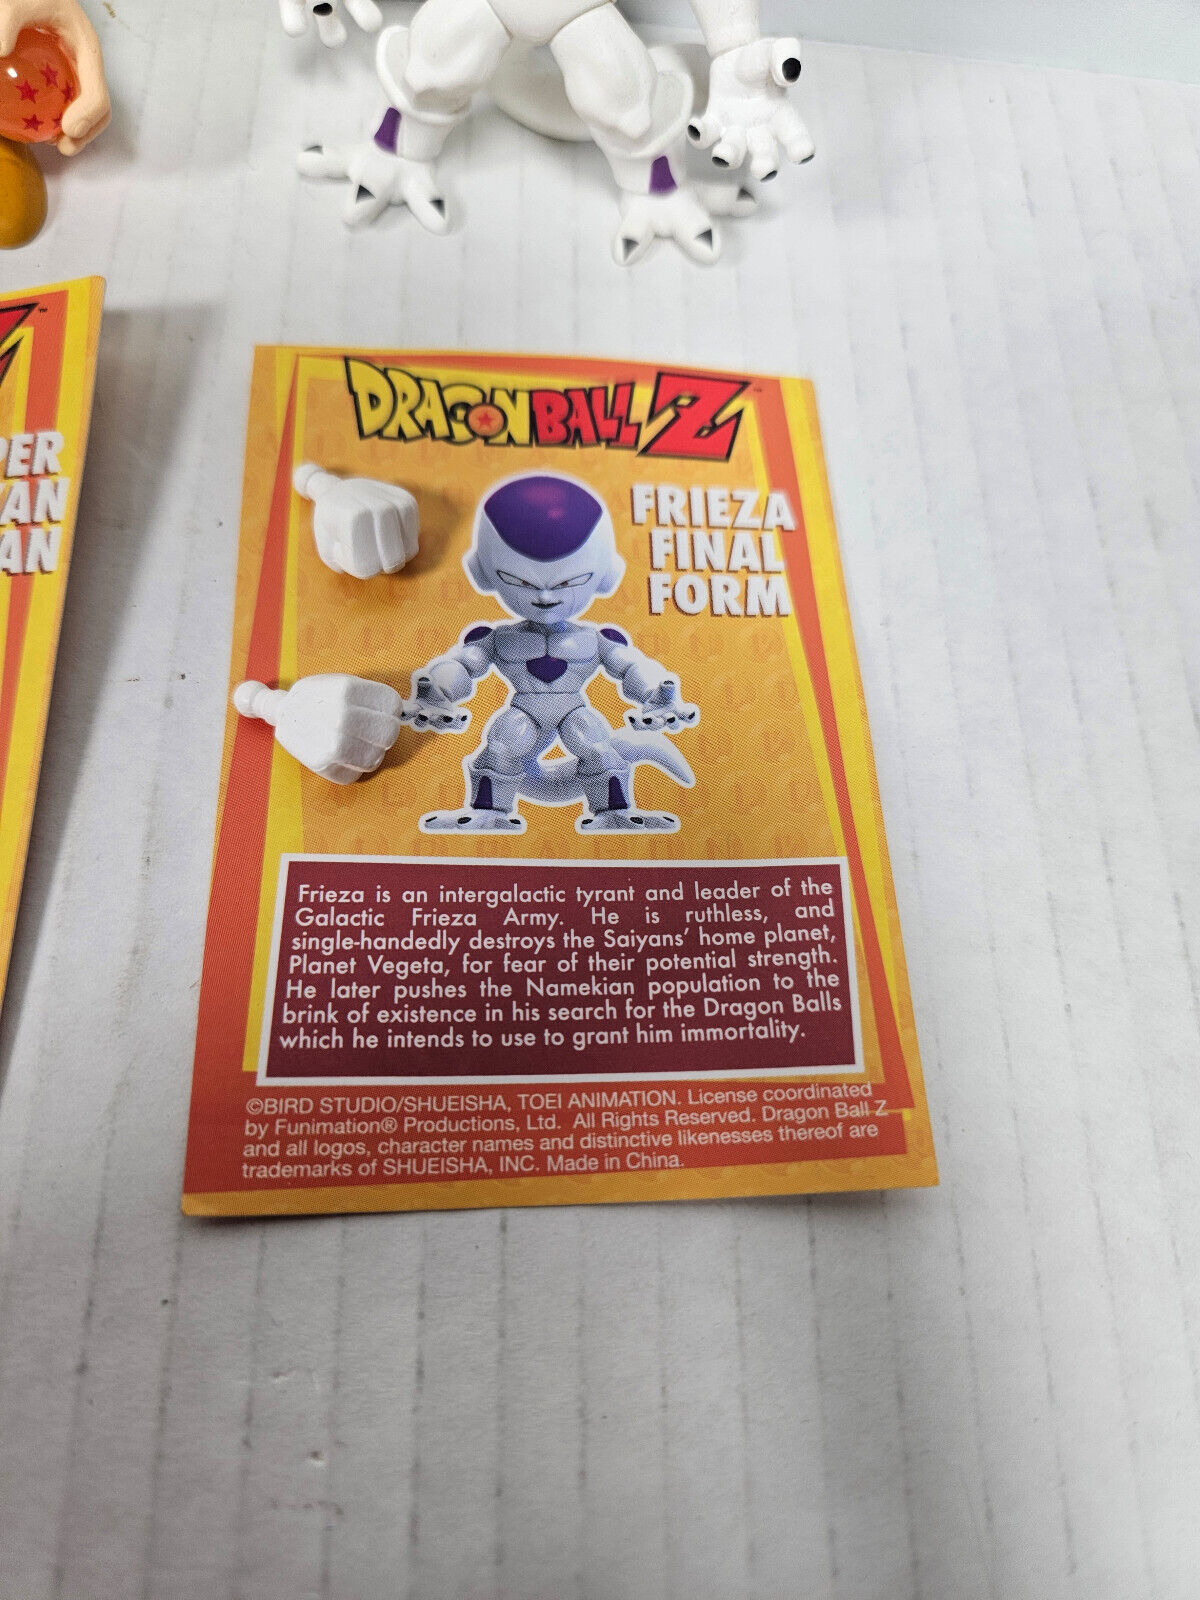 DRAGON BALL Z™
FRIEZA
FINAL
FORM
Frieza is an intergalactic tyrant and leader of the
Galactic Frieza Army. He is ruthless, and
single-handedly destroys the Saiyans' home planet,
Planet Vegeta, for fear of their potential strength.
He later pushes the Namekian population to the
brink of existence in his search for the Dragon Balls
which he intends to use to grant him immortality.
©BIRD STUDIO/SHUEISHA, TOEI ANIMATION. License coordinated
by Funimation® Productions, Ltd. All Rights Reserved. Dragon Ball Z
and all logos, character names and distinctive likenesses thereof are
trademarks of SHUEISHA, INC. Made in China.
Z™
PER
YAN
AN